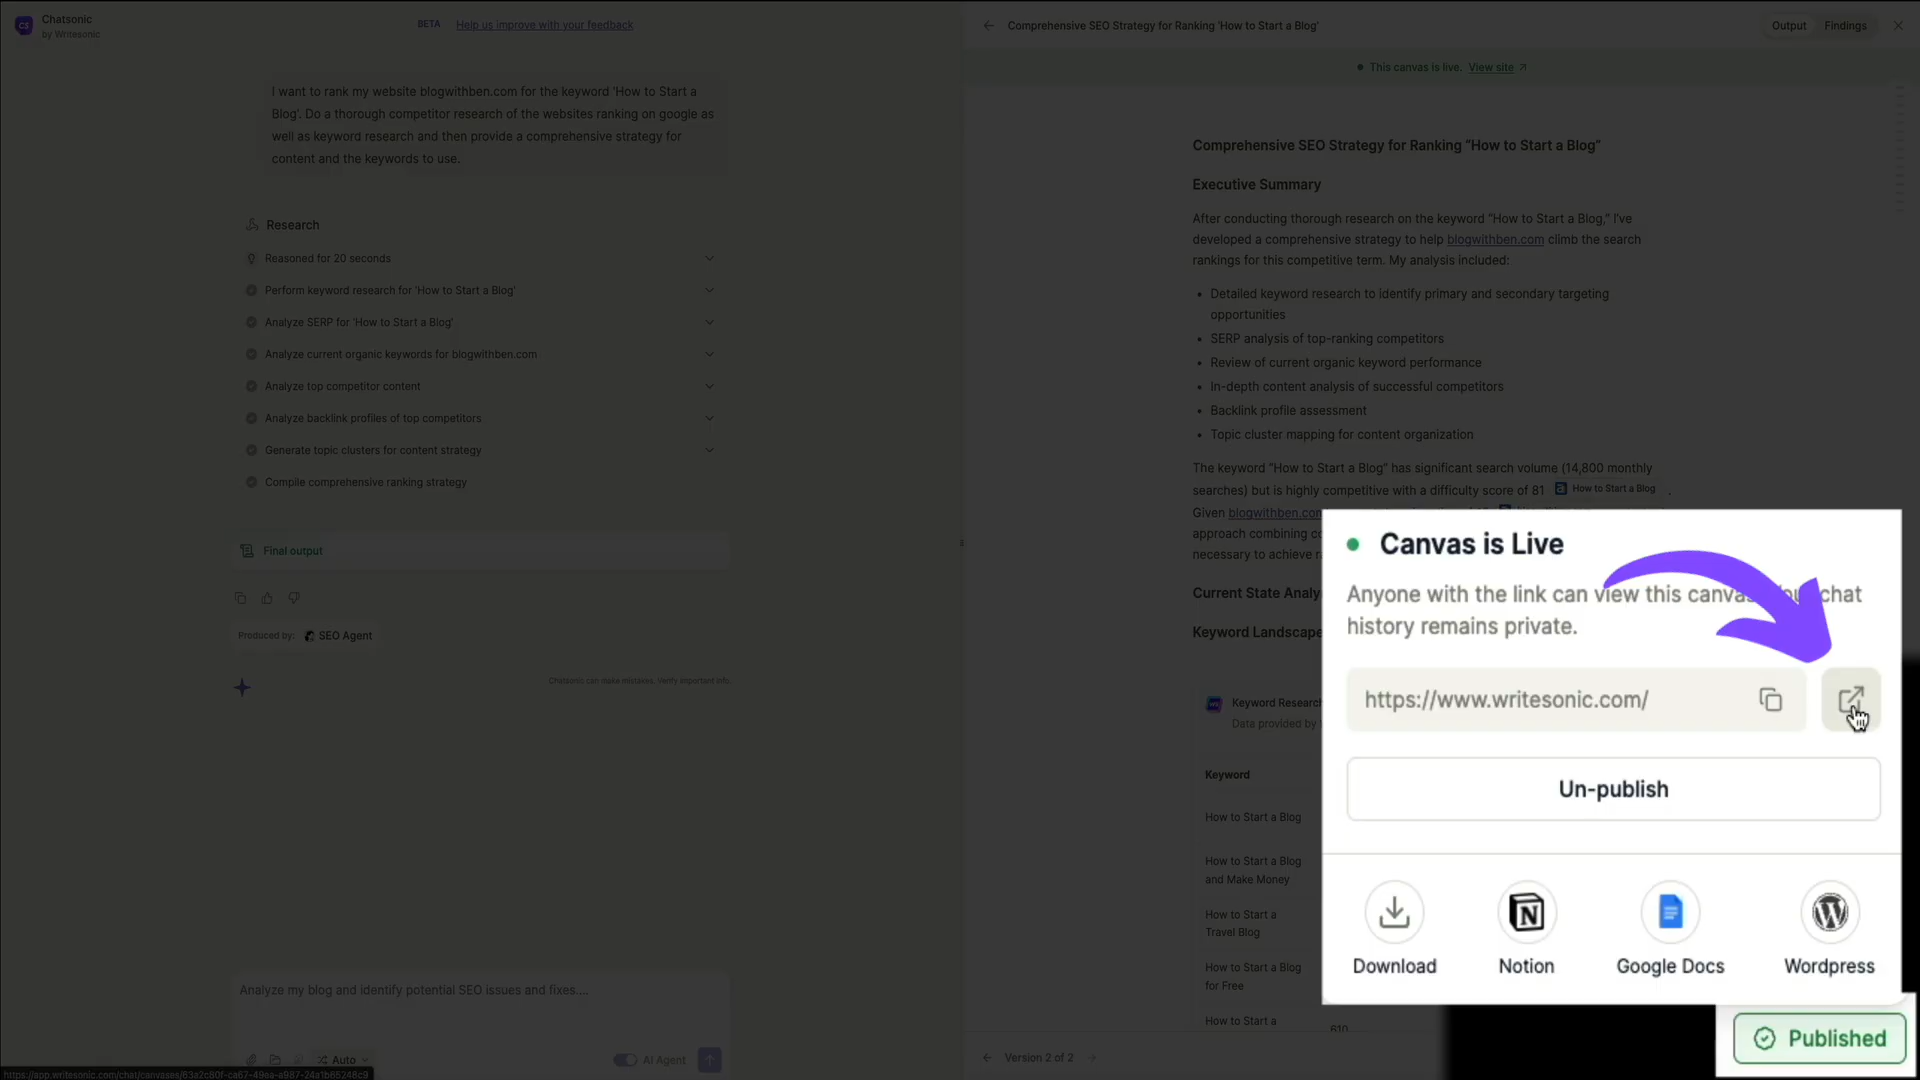 Chatsonic
by Writesonic
BETA
Help us improve with your feedback
I want to rank my website blogwithben.com for the keyword 'How to Start a
Blog'. Do a thorough competitor research of the websites ranking on google as
well as keyword research and then provide a comprehensive strategy for
content and the keywords to use.
Research
Reasoned for 20 seconds
Perform keyword research for 'How to Start a Blog'
Analyze SERP for 'How to Start a Blog'
Analyze current organic keywords for blogwithben.com
Analyze top competitor content
Analyze backlink profiles of top competitors
Generate topic clusters for content strategy
Compile comprehensive ranking strategy
Final output
Produced by: SEO Agent
Chatsonic can make mistakes. Verify important info.
Analyze my blog and identify potential SEO issues and fixes....
Auto
AI Agent
Comprehensive SEO Strategy for Ranking 'How to Start a Blog'
Output
Findings
This canvas is live. View site
Comprehensive SEO Strategy for Ranking "How to Start a Blog"
Executive Summary
After conducting thorough research on the keyword "How to Start a Blog," I've
developed a comprehensive strategy to help blogwithben.com climb the search
rankings for this competitive term. My analysis included:
• Detailed keyword research to identify primary and secondary targeting
opportunities
• SERP analysis of top-ranking competitors
• Review of current organic keyword performance
• In-depth content analysis of successful competitors
• Backlink profile assessment
• Topic cluster mapping for content organization
The keyword "How to Start a Blog" has significant search volume (14,800 monthly
searches) but is highly competitive with a difficulty score of 81 How to Start a Blog .
Given blogwithben.com
approach combining
necessary to achieve
Current State
Keyword Landscape
Keyword Research
Data provided by
Keyword
How to Start a Blog
How to Start a Blog
and Make Money
How to Start a
Travel Blog
How to Start a Blog
for Free
How to Start a
610
Version 2 of 2
Canvas is Live
Anyone with the link can view this canvas. chat
history remains private.
https://www.writesonic.com/
Un-publish
Download
Notion
Google Docs
Wordpress
Published